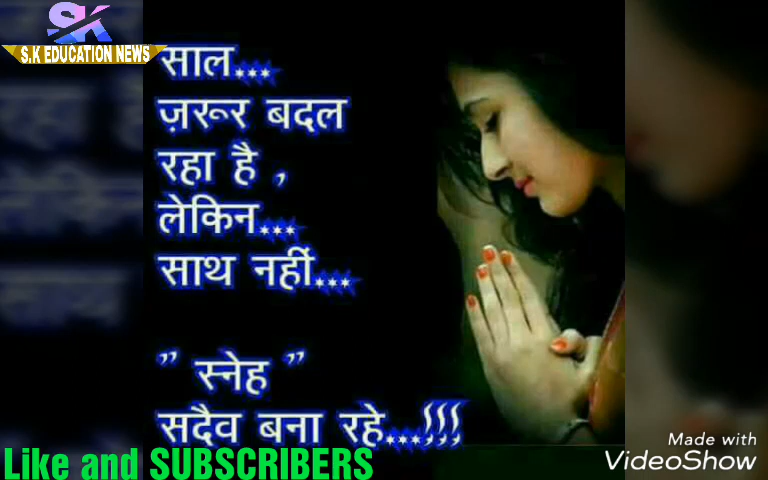 SK
S.K EDUCATION NEWS
साल...
ज़रूर बदल
रहा है ,
लेकिन...
साथ नहीं...
" स्नेह "
सदैव बना रहे...!!!
Like and SUBSCRIBERS
Made with
VideoShow